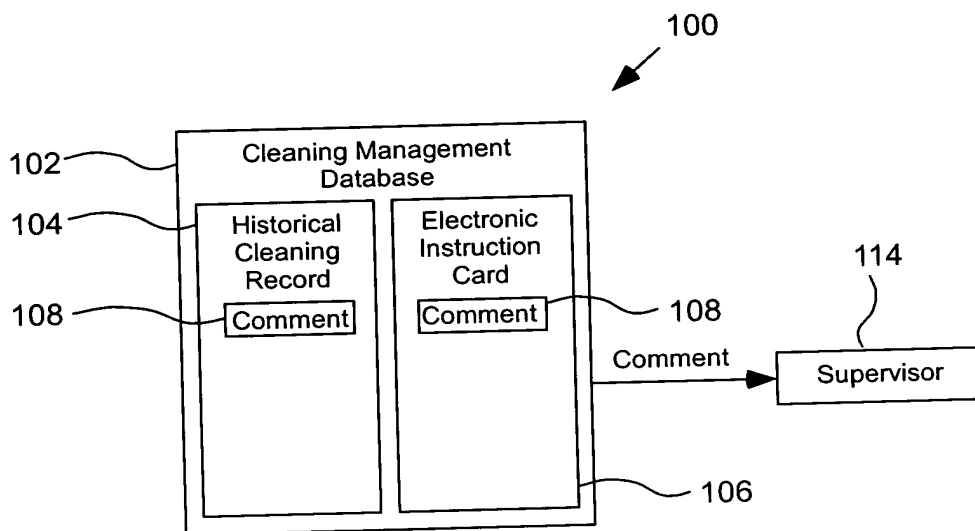 100
102
Cleaning Management
Database
104
Historical
Cleaning
Record
Electronic
Instruction
Card
108
Comment
Comment
108
Comment
114
Supervisor
106